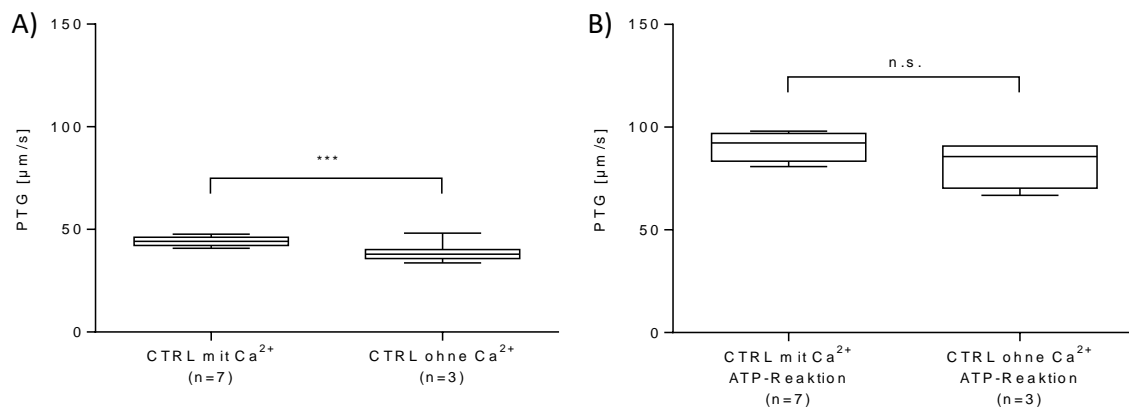 A)
150
100
50
0
PTG [µm/s]
***
CTRL mit Ca²⁺
(n=7)
CTRL ohne Ca²⁺
(n=3)
B)
150
100
50
0
PTG [µm/s]
n.s.
CTRL mit Ca²⁺
ATP-Reaktion
(n=7)
CTRL ohne Ca²⁺
ATP-Reaktion
(n=3)